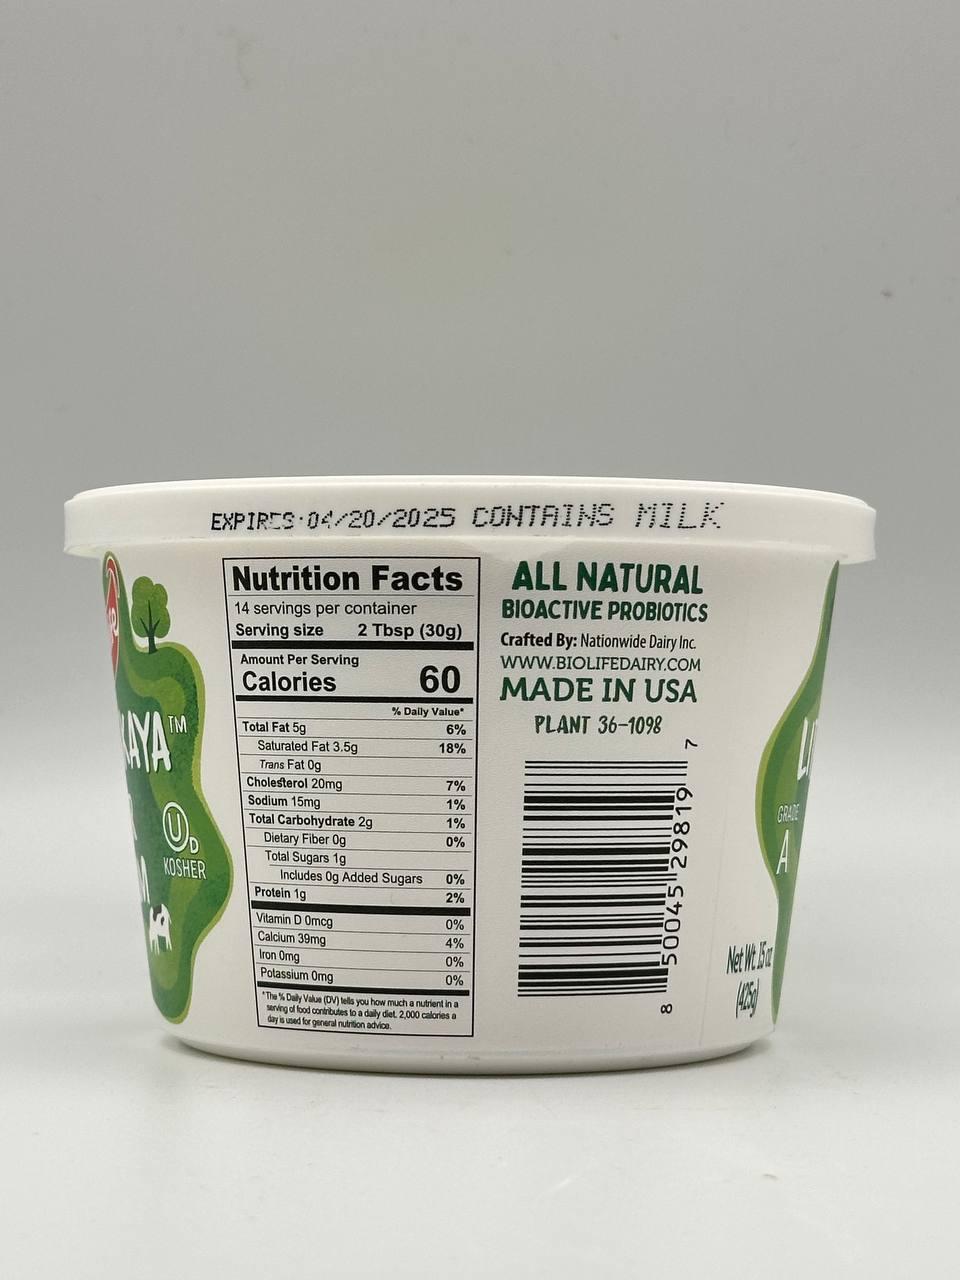 EXPIRES 04/20/2025 CONTAINS MILK
KAYA™
U D
KOSHER
Nutrition Facts
14 servings per container
Serving size 2 Tbsp (30g)
Amount Per Serving
Calories 60
% Daily Value*
Total Fat 5g 6%
Saturated Fat 3.5g 18%
Trans Fat 0g
Cholesterol 20mg 7%
Sodium 15mg 1%
Total Carbohydrate 2g 1%
Dietary Fiber 0g 0%
Total Sugars 1g
Includes 0g Added Sugars 0%
Protein 1g 2%
Vitamin D 0mcg 0%
Calcium 39mg 4%
Iron 0mg 0%
Potassium 0mg 0%
*The % Daily Value (DV) tells you how much a nutrient in a
serving of food contributes to a daily diet. 2,000 calories a
day is used for general nutrition advice.
ALL NATURAL
BIOACTIVE PROBIOTICS
Crafted By: Nationwide Dairy Inc.
WWW.BIOLIFEDAIRY.COM
MADE IN USA
PLANT 36-1098
8 50045 29819 7
GRADE
A
Net Wt. 15 oz
(425g)